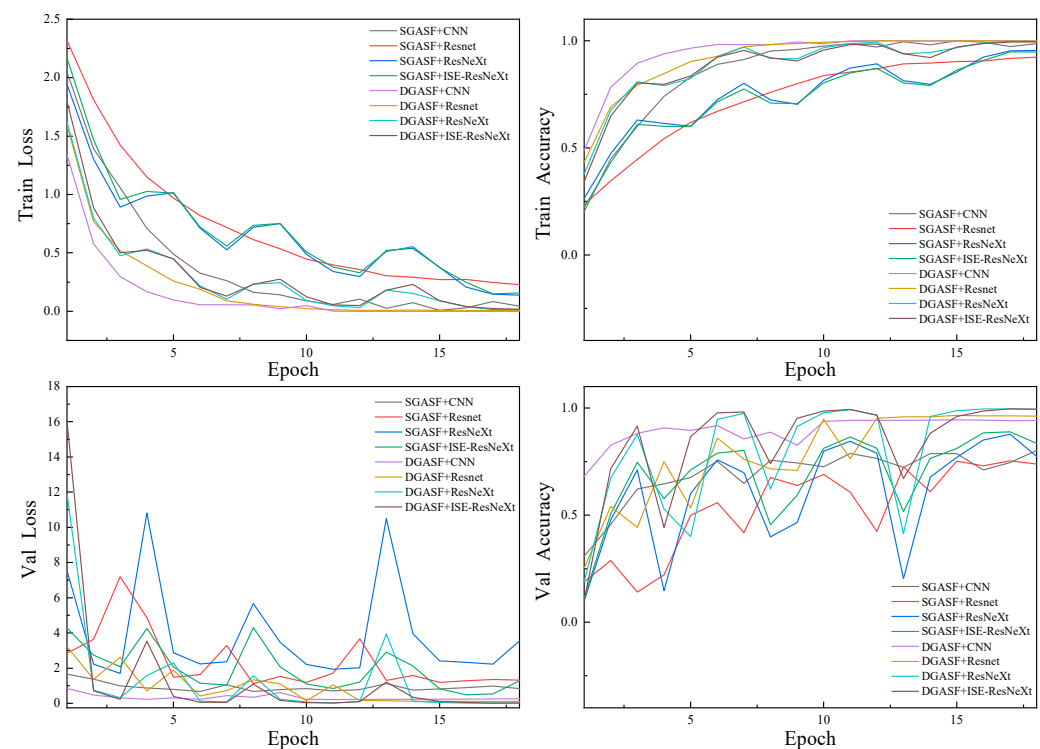 2.5
2.0
1.5
1.0
0.5
0.0
Train Loss
SGASF+CNN
SGASF+Resnet
SGASF+ResNeXt
SGASF+ISE-ResNeXt
DGASF+CNN
DGASF+Resnet
DGASF+ResNeXt
DGASF+ISE-ResNeXt
5
10
15
Epoch
1.0
0.5
0.0
Train Accuracy
SGASF+CNN
SGASF+Resnet
SGASF+ResNeXt
SGASF+ISE-ResNeXt
DGASF+CNN
DGASF+Resnet
DGASF+ResNeXt
DGASF+ISE-ResNeXt
5
10
15
Epoch
18
16
14
12
10
8
6
4
2
0
Val Loss
SGASF+CNN
SGASF+Resnet
SGASF+ResNeXt
SGASF+ISE-ResNeXt
DGASF+CNN
DGASF+Resnet
DGASF+ResNeXt
DGASF+ISE-ResNeXt
5
10
15
Epoch
1.0
0.5
0.0
Val Accuracy
SGASF+CNN
SGASF+Resnet
SGASF+ResNeXt
SGASF+ISE-ResNeXt
DGASF+CNN
DGASF+Resnet
DGASF+ResNeXt
DGASF+ISE-ResNeXt
5
10
15
Epoch